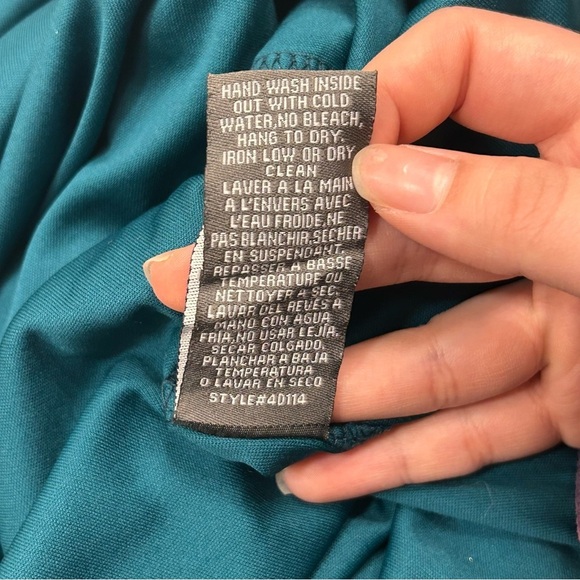 HAND WASH INSIDE
OUT WITH COLD
WATER,NO BLEACH,
HANG TO DRY.
IRON LOW OR DRY
CLEAN
LAVER A LA MAIN
A L'ENVERS AVEC
L'EAU FROIDE,NE
PAS BLANCHIR,SECHER
EN SUSPENDANT,
REPASSER A BASSE
TEMPERATURE OU
NETTOYER A SEC.
LAVAR DEL REVES A
MANO CON AGUA
FRIA,NO USAR LEJIA,
SECAR COLGADO,
PLANCHAR A BAJA
TEMPERATURA
O LAVAR EN SECO
STYLE#4D114